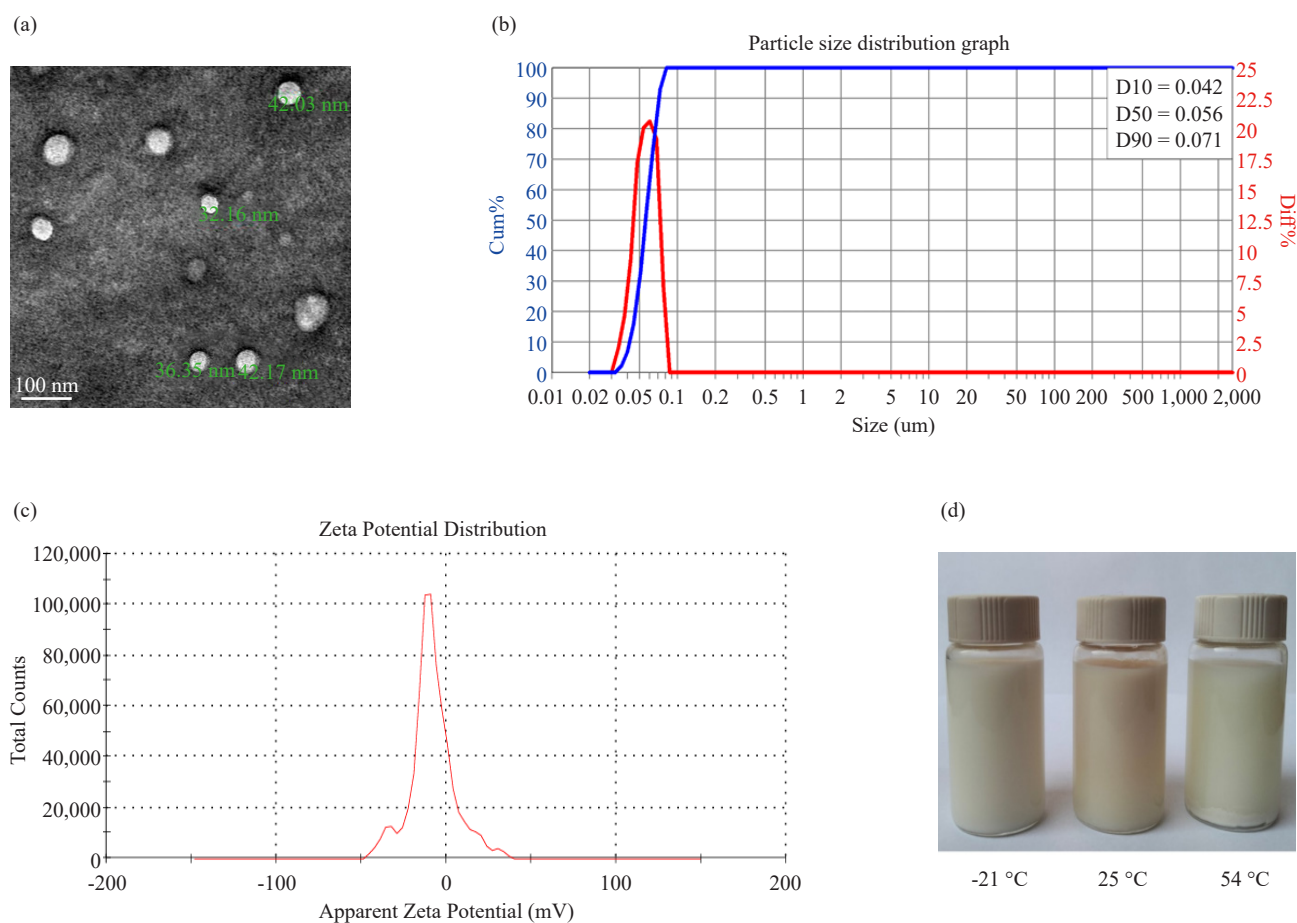 (a)
42.03 nm
32.16 nm
36.35 nm
42.17 nm
100 nm
(b)
Particle size distribution graph
100
90
80
70
60
50
40
30
20
10
0
Cum%
25
22.5
20
17.5
15
12.5
10
7.5
5
2.5
0
Diff%
D10 = 0.042
D50 = 0.056
D90 = 0.071
0.01 0.02 0.05 0.1 0.2 0.5 1 2 5 10 20 50 100 200 500 1,000 2,000
Size (um)
(c)
Zeta Potential Distribution
120,000
100,000
80,000
60,000
40,000
20,000
0
Total Counts
-200 -100 0 100 200
Apparent Zeta Potential (mV)
(d)
-21 °C 25 °C 54 °C